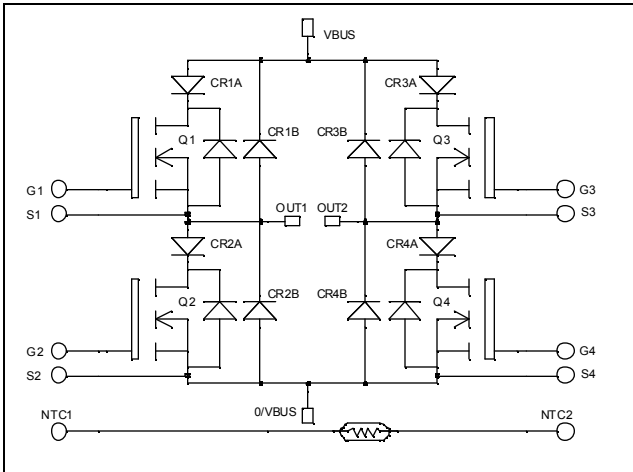 VBUS
CR1A
CR3A
Q1
CR1B
CR3B
Q3
G1
G3
S1
OUT1
OUT2
S3
CR2A
CR4A
Q2
CR2B
CR4B
Q4
G2
G4
S2
S4
0/VBUS
NTC1
NTC2